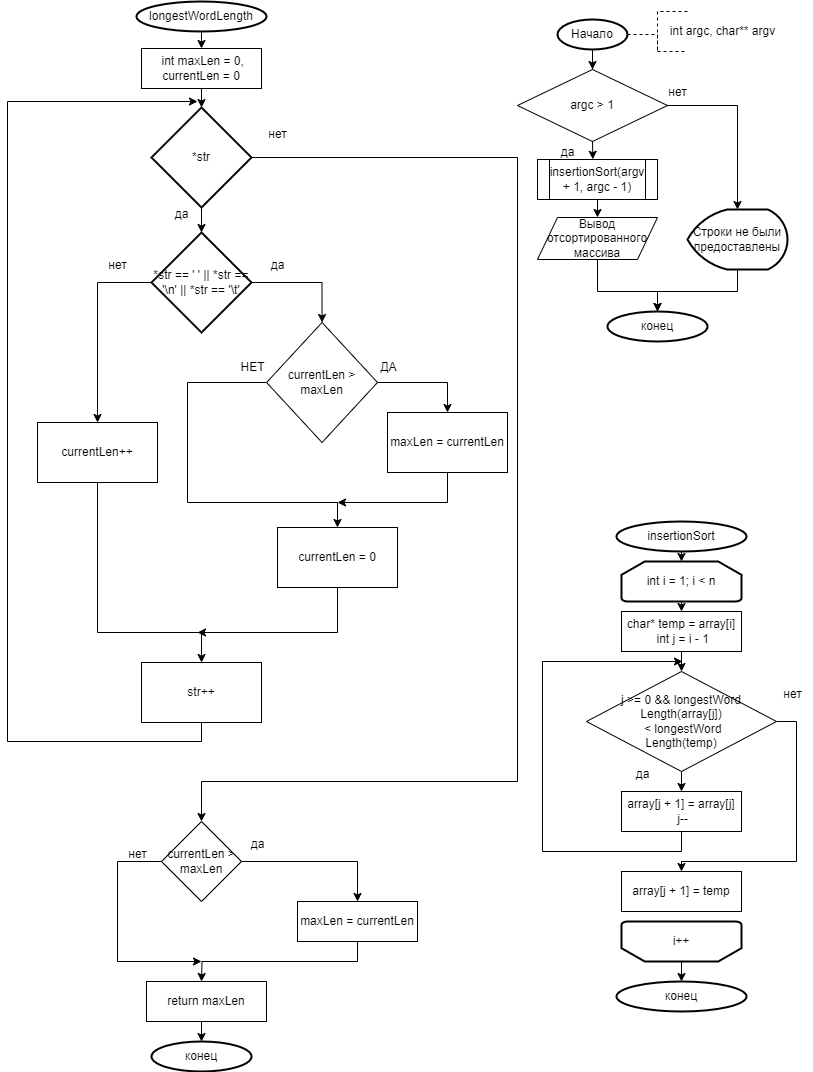 longestWordLength
int maxLen = 0,
currentLen = 0
*str
нет
да
*str == ' ' || *str ==
'\n' || *str == '\t'
нет
да
currentLen >
maxLen
НЕТ
ДА
currentLen++
maxLen = currentLen
currentLen = 0
str++
currentLen >
maxLen
нет
да
maxLen = currentLen
return maxLen
конец
Начало
int argc, char** argv
argc > 1
нет
да
insertionSort(argv
+ 1, argc - 1)
Вывод
отсортированного
массива
Строки не были
предоставлены
конец
insertionSort
int i = 1; i < n
char* temp = array[i]
int j = i - 1
j >= 0 && longestWord
Length(array[j])
< longestWord
Length(temp)
нет
да
array[j + 1] = array[j]
j--
array[j + 1] = temp
i++
конец